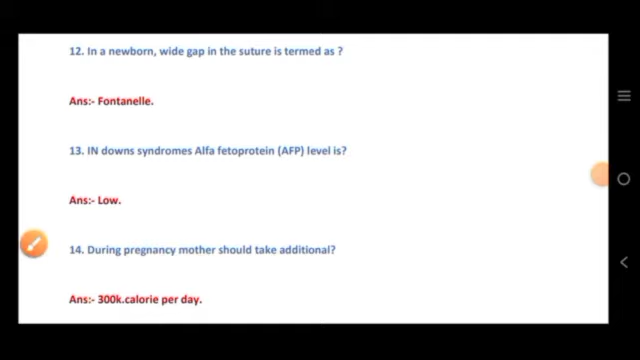 12. In a newborn, wide gap in the suture is termed as ?
Ans:- Fontanelle.
13. IN downs syndromes Alfa fetoprotein (AFP) level is?
Ans:- Low.
14. During pregnancy mother should take additional?
Ans:- 300k.calorie per day.